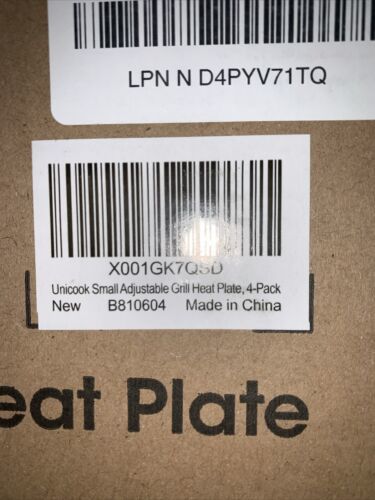 LPN N D4PYV71TQ
X001GK7QSD
Unicook Small Adjustable Grill Heat Plate, 4-Pack
New B810604 Made in China
eat Plate